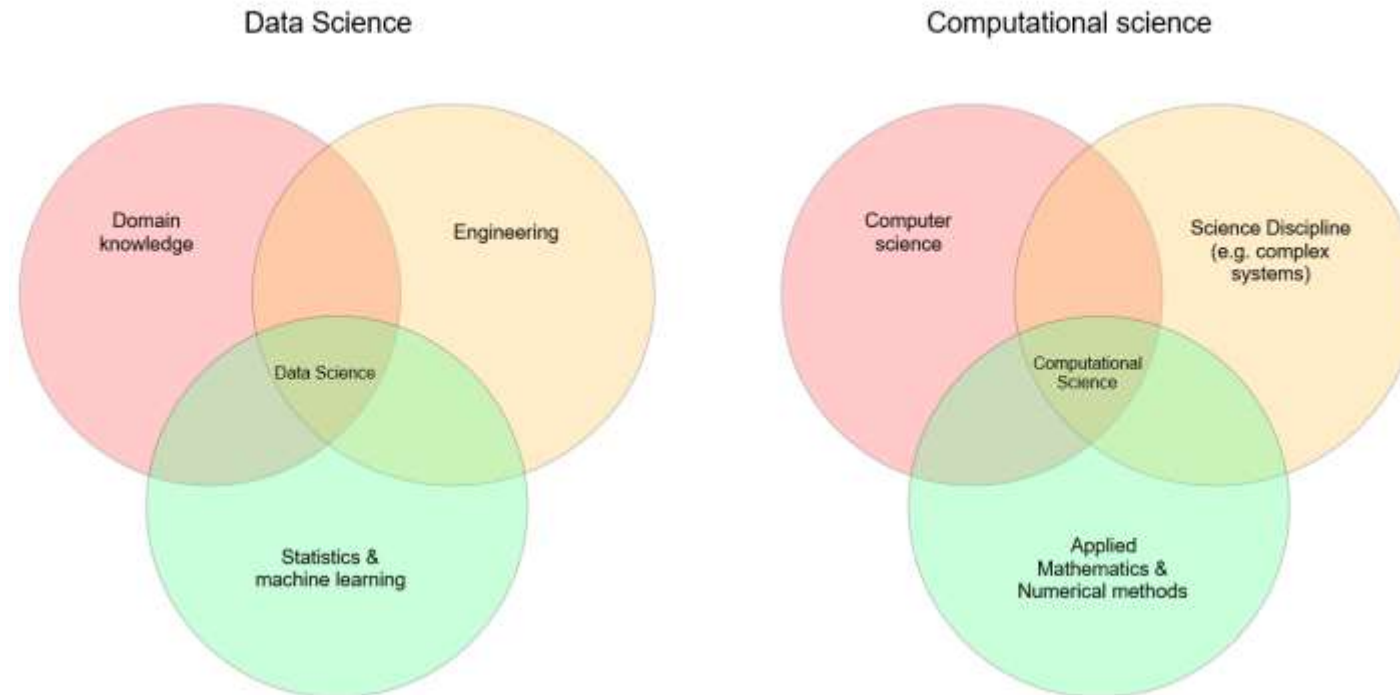 Data Science
Computational science
Domain
knowledge
Engineering
Data Science
Statistics &
machine learning
Computer
science
Science Discipline
(e.g. complex
systems)
Computational
Science
Applied
Mathematics &
Numerical methods